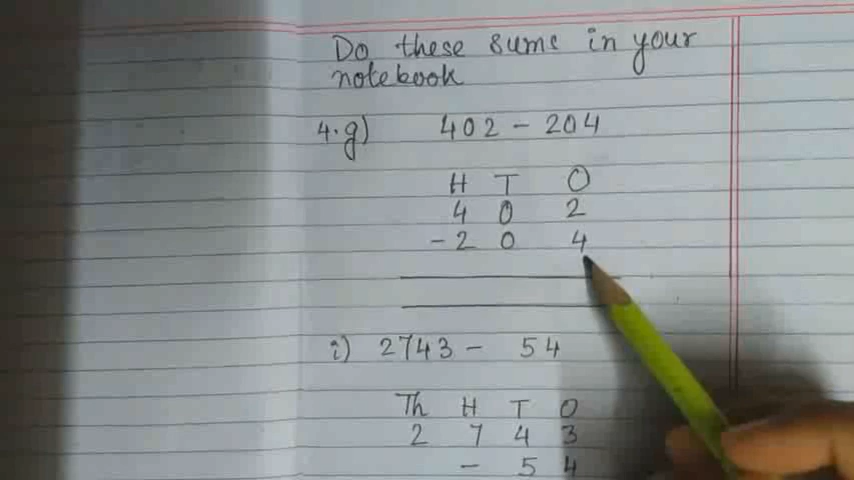 Do these sums in your
notebook
4.g) 402 - 204
H T O
4 0 2
- 2 0 4
i) 2743 - 54
Th H T O
2 7 4 3
- 5 4